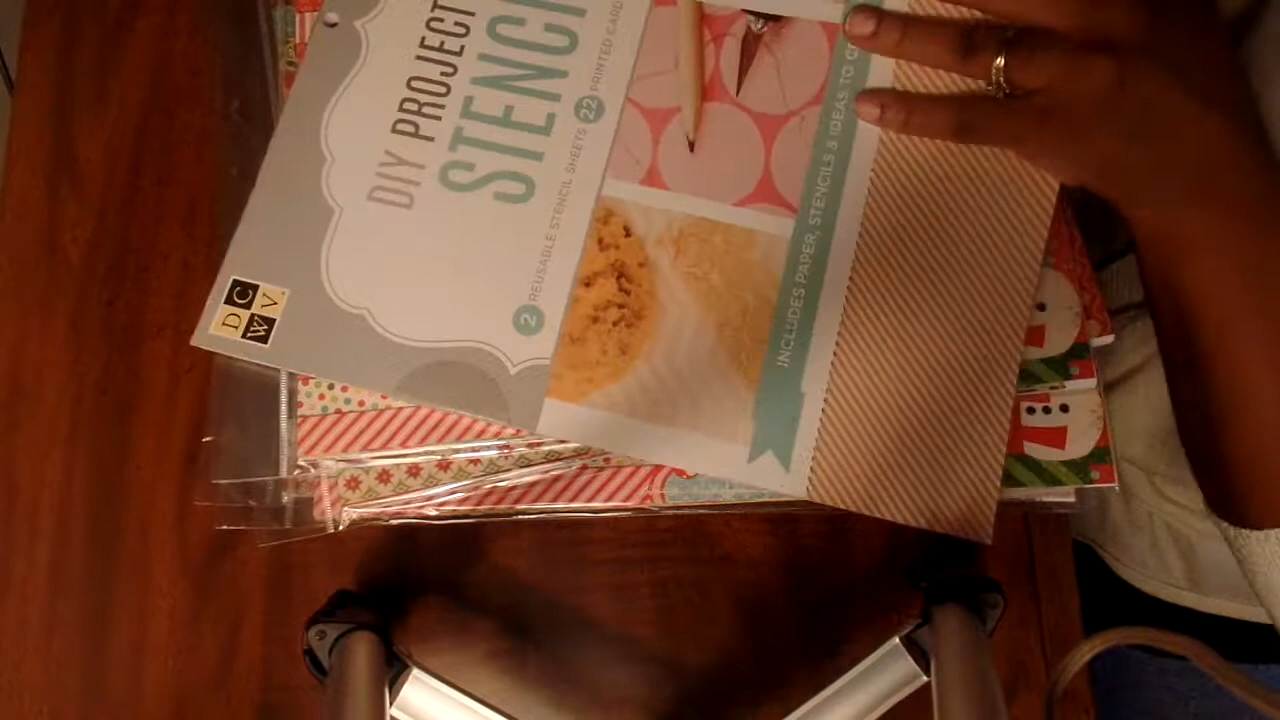 DIY PROJECT
STENCI
2 REUSABLE STENCIL SHEETS 22 PRINTED CARD
INCLUDES PAPER, STENCILS & IDEAS TO
D C
W V.